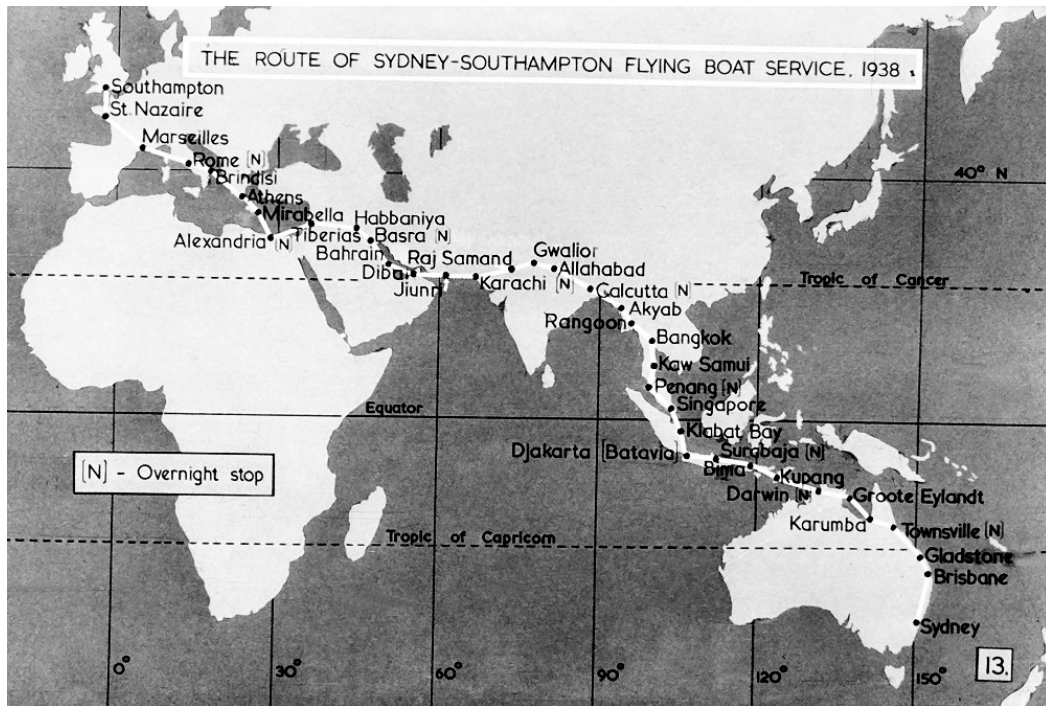 THE ROUTE OF SYDNEY-SOUTHAMPTON FLYING BOAT SERVICE, 1938.
Southampton
St. Nazaire
Marseilles
Rome [N]
Brindisi
40° N
Athens
Mirabella
Alexandria [N]
Tiberias
Habbaniya
Basra [N]
Bahrain
Dibai
Jiunri
Raj Samand
Karachi [N]
Gwalior
Allahabad
Tropic of Cancer
Calcutta [N]
Akyab
Rangoon
Bangkok
Kaw Samui
Penang [N]
Equator
Singapore
Klabat Bay
Djakarta [Batavia]
Surabaja [N]
Bima
Kupang
[N] - Overnight stop
Darwin [N]
Groote Eylandt
Karumba
Townsville [N]
Tropic of Capricorn
Gladstone
Brisbane
Sydney
0°
30°
60°
90°
120°
150°
13.